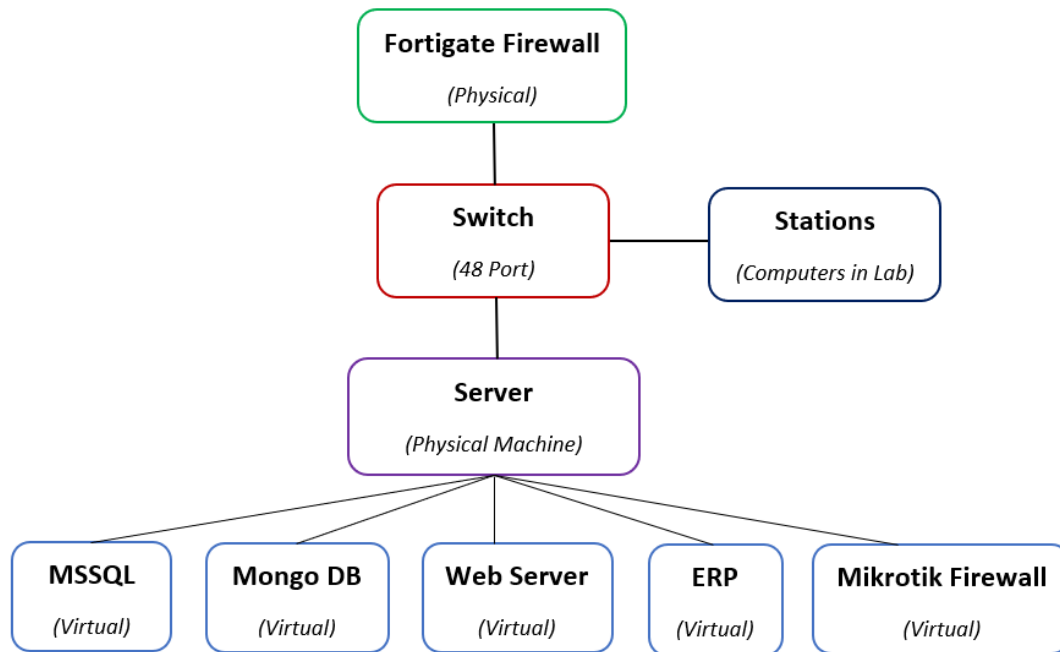 Fortigate Firewall
(Physical)
Switch
(48 Port)
Stations
(Computers in Lab)
Server
(Physical Machine)
MSSQL
(Virtual)
Mongo DB
(Virtual)
Web Server
(Virtual)
ERP
(Virtual)
Mikrotik Firewall
(Virtual)